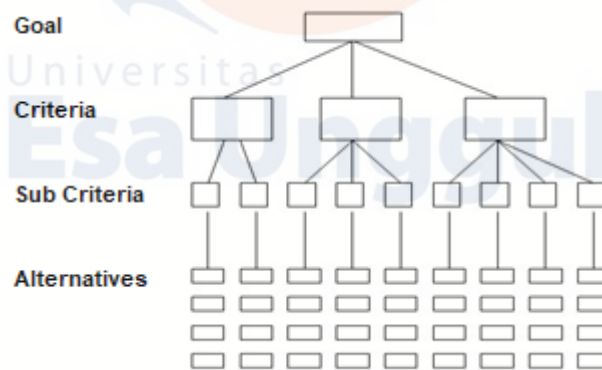 Goal
Universitas
Criteria
Esa Unggul
Sub Criteria
Alternatives